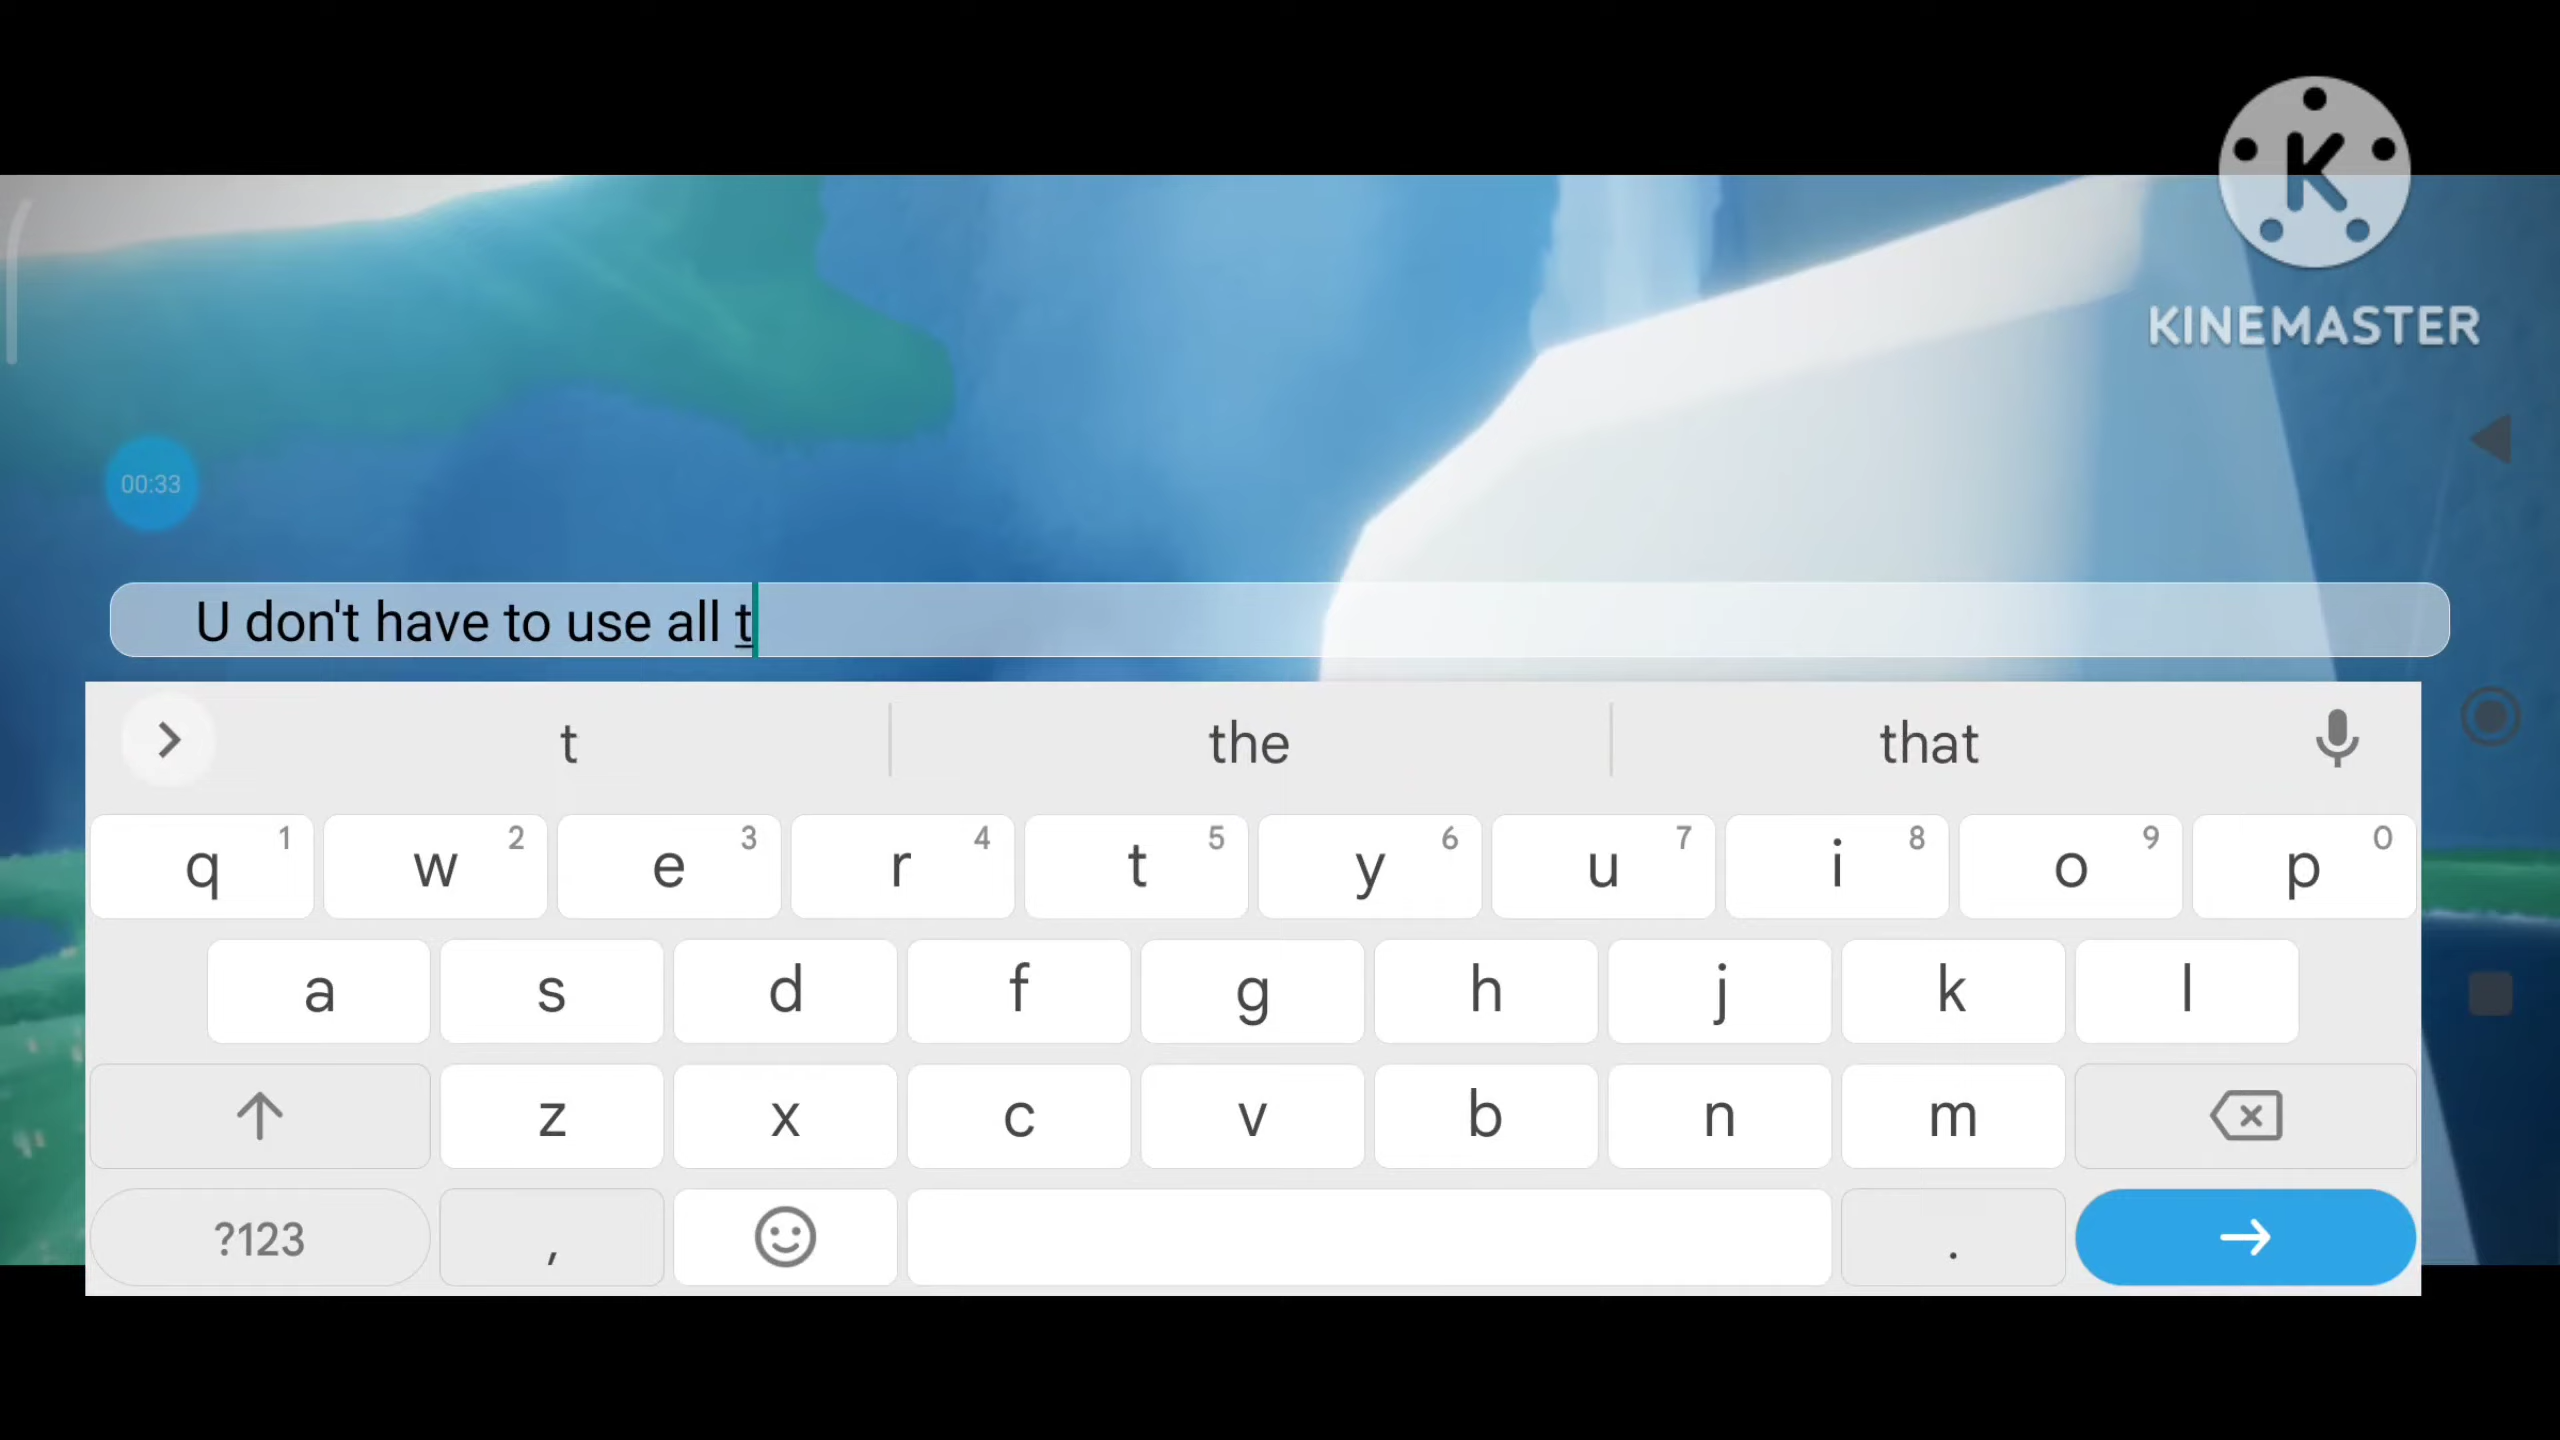 K
KINEMASTER
00:33
U don't have to use all t
t the that
q 1 w 2 e 3 r 4 t 5 y 6 u 7 i 8 o 9 p 0
a s d f g h j k l
z x c v b n m
?123 , .